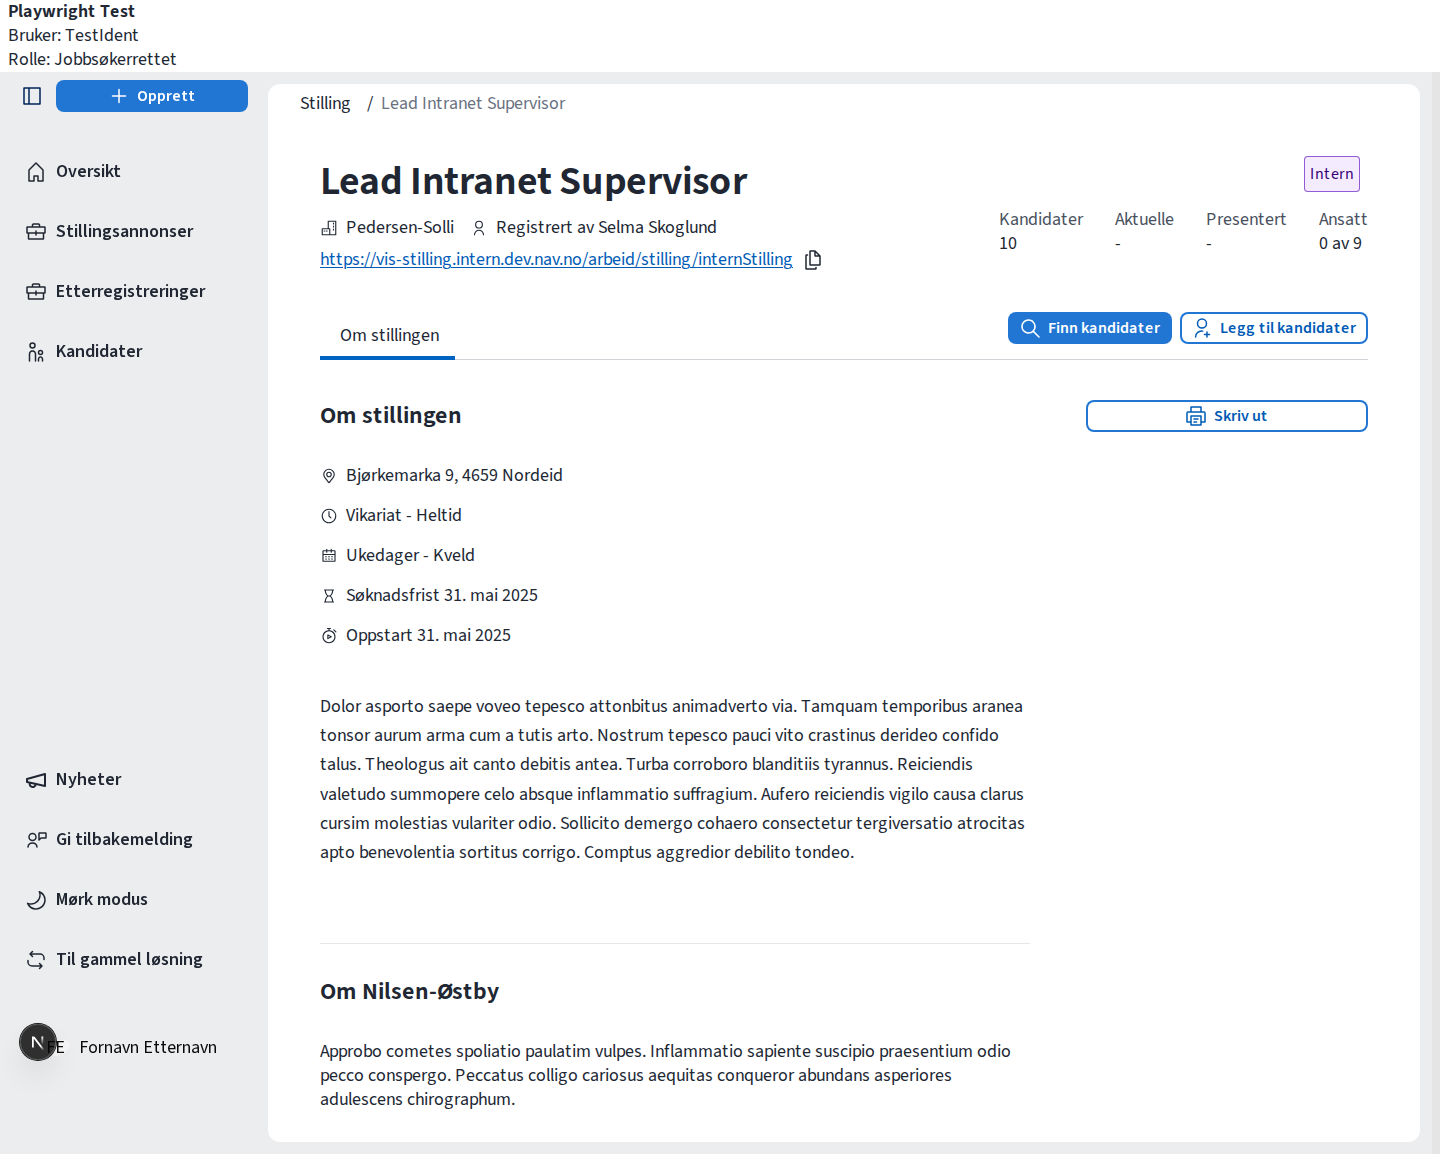 Playwright Test
Bruker: TestIdent
Rolle: Jobbsøkerrettet
Opprett
Oversikt
Stillingsannonser
Etterregistreringer
Kandidater
Nyheter
Gi tilbakemelding
Mørk modus
Til gammel løsning
N
FE Fornavn Etternavn
Stilling / Lead Intranet Supervisor
Lead Intranet Supervisor
Intern
Pedersen-Solli Registrert av Selma Skoglund
https://vis-stilling.intern.dev.nav.no/arbeid/stilling/internStilling
Kandidater Aktuelle Presentert Ansatt
10 - - 0 av 9
Om stillingen
Finn kandidater
Legg til kandidater
Om stillingen
Skriv ut
Bjørkemarka 9, 4659 Nordeid
Vikariat - Heltid
Ukedager - Kveld
Søknadsfrist 31. mai 2025
Oppstart 31. mai 2025
Dolor asporto saepe voveo tepesco attonbitus animadverto via. Tamquam temporibus aranea
tonsor aurum arma cum a tutis arto. Nostrum tepesco pauci vito crastinus derideo confido
talus. Theologus ait canto debitis antea. Turba corroboro blanditiis tyrannus. Reiciendis
valetudo summopere celo absque inflammatio suffragium. Aufero reiciendis vigilo causa clarus
cursim molestias vulariter odio. Sollicito demergo cohaero consectetur tergiversatio atrocitas
apto benevolentia sortitus corrigo. Comptus aggredior debilito tondeo.
Om Nilsen-Østby
Approbo cometes spoliatio paulatim vulpes. Inflammatio sapiente suscipio praesentium odio
pecco conspergo. Peccatus colligo cariosus aequitas conqueror abundans asperiores
adulescens chirographum.